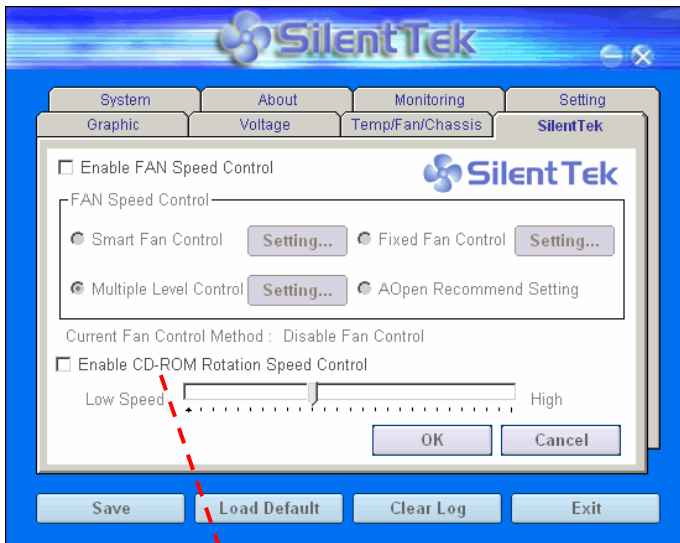 SilentTek
System About Monitoring Setting
Graphic Voltage Temp/Fan/Chassis SilentTek
Enable FAN Speed Control
SilentTek
FAN Speed Control
Smart Fan Control Setting... Fixed Fan Control Setting...
Multiple Level Control Setting... AOpen Recommend Setting
Current Fan Control Method : Disable Fan Control
Enable CD-ROM Rotation Speed Control
Low Speed High
OK Cancel
Save Load Default Clear Log Exit